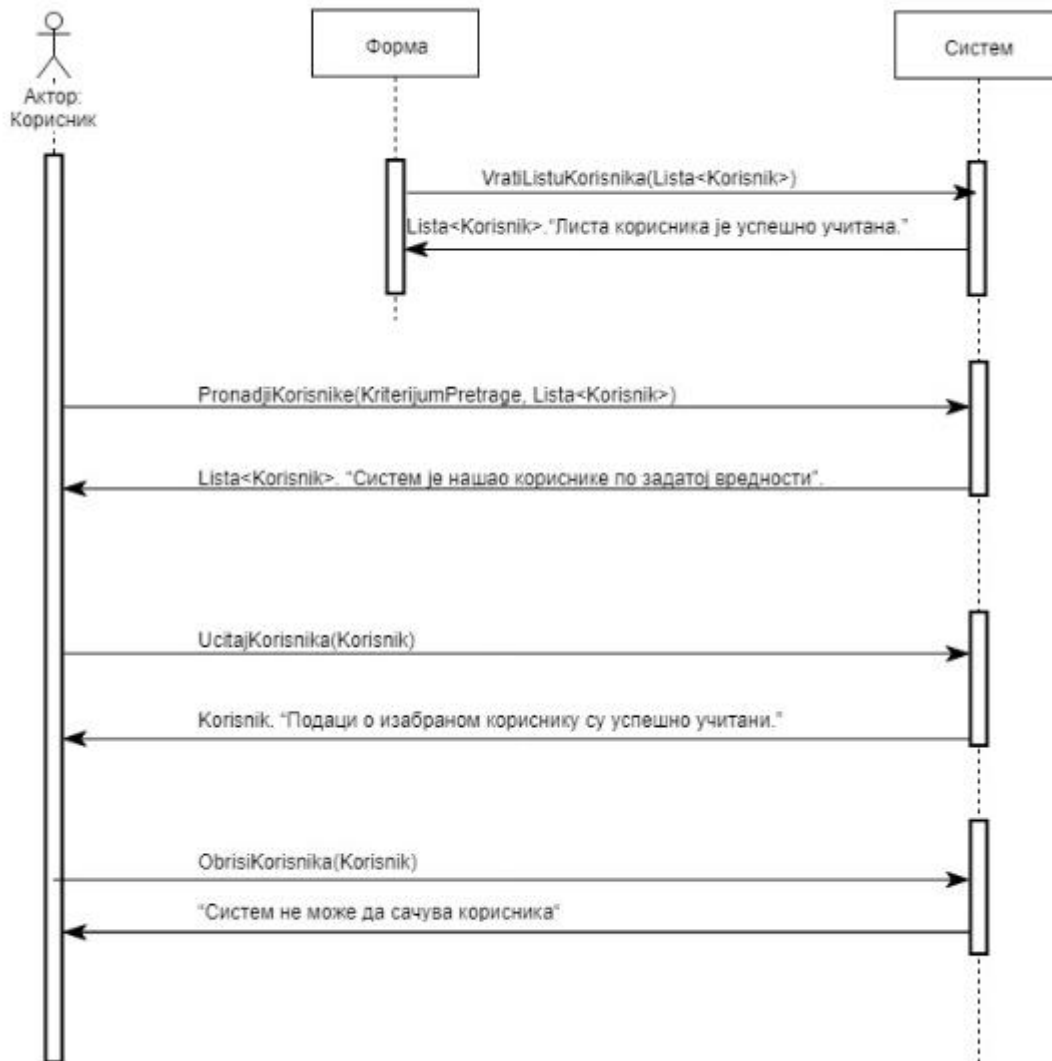 Форма
Систем
Актор:
Корисник
VratiListuKorisnika(Lista<Korisnik>)
Lista<Korisnik>.“Листа корисника је успешно учитана.”
PronadjiKorisnike(KriterijumPretrage, Lista<Korisnik>)
Lista<Korisnik>. “Систем је нашао кориснике по задатој вредности”.
UcitajKorisnika(Korisnik)
Korisnik. “Подаци о изабраном кориснику су успешно учитани.”
ObrisiKorisnika(Korisnik)
“Систем не може да сачува корисника“